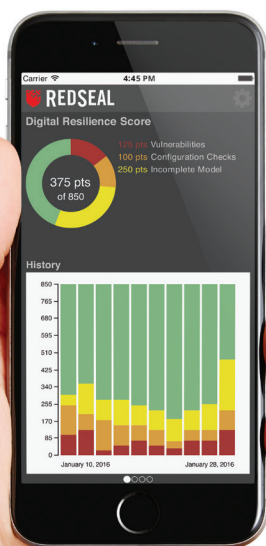 Carrier 4:45 PM
REDSEAL
Digital Resilience Score
125 pts Vulnerabilities
100 pts Configuration Checks
250 pts Incomplete Model
375 pts
of 850
History
850
765
680
595
510
425
340
255
170
85
0
January 10, 2016 January 28, 2016